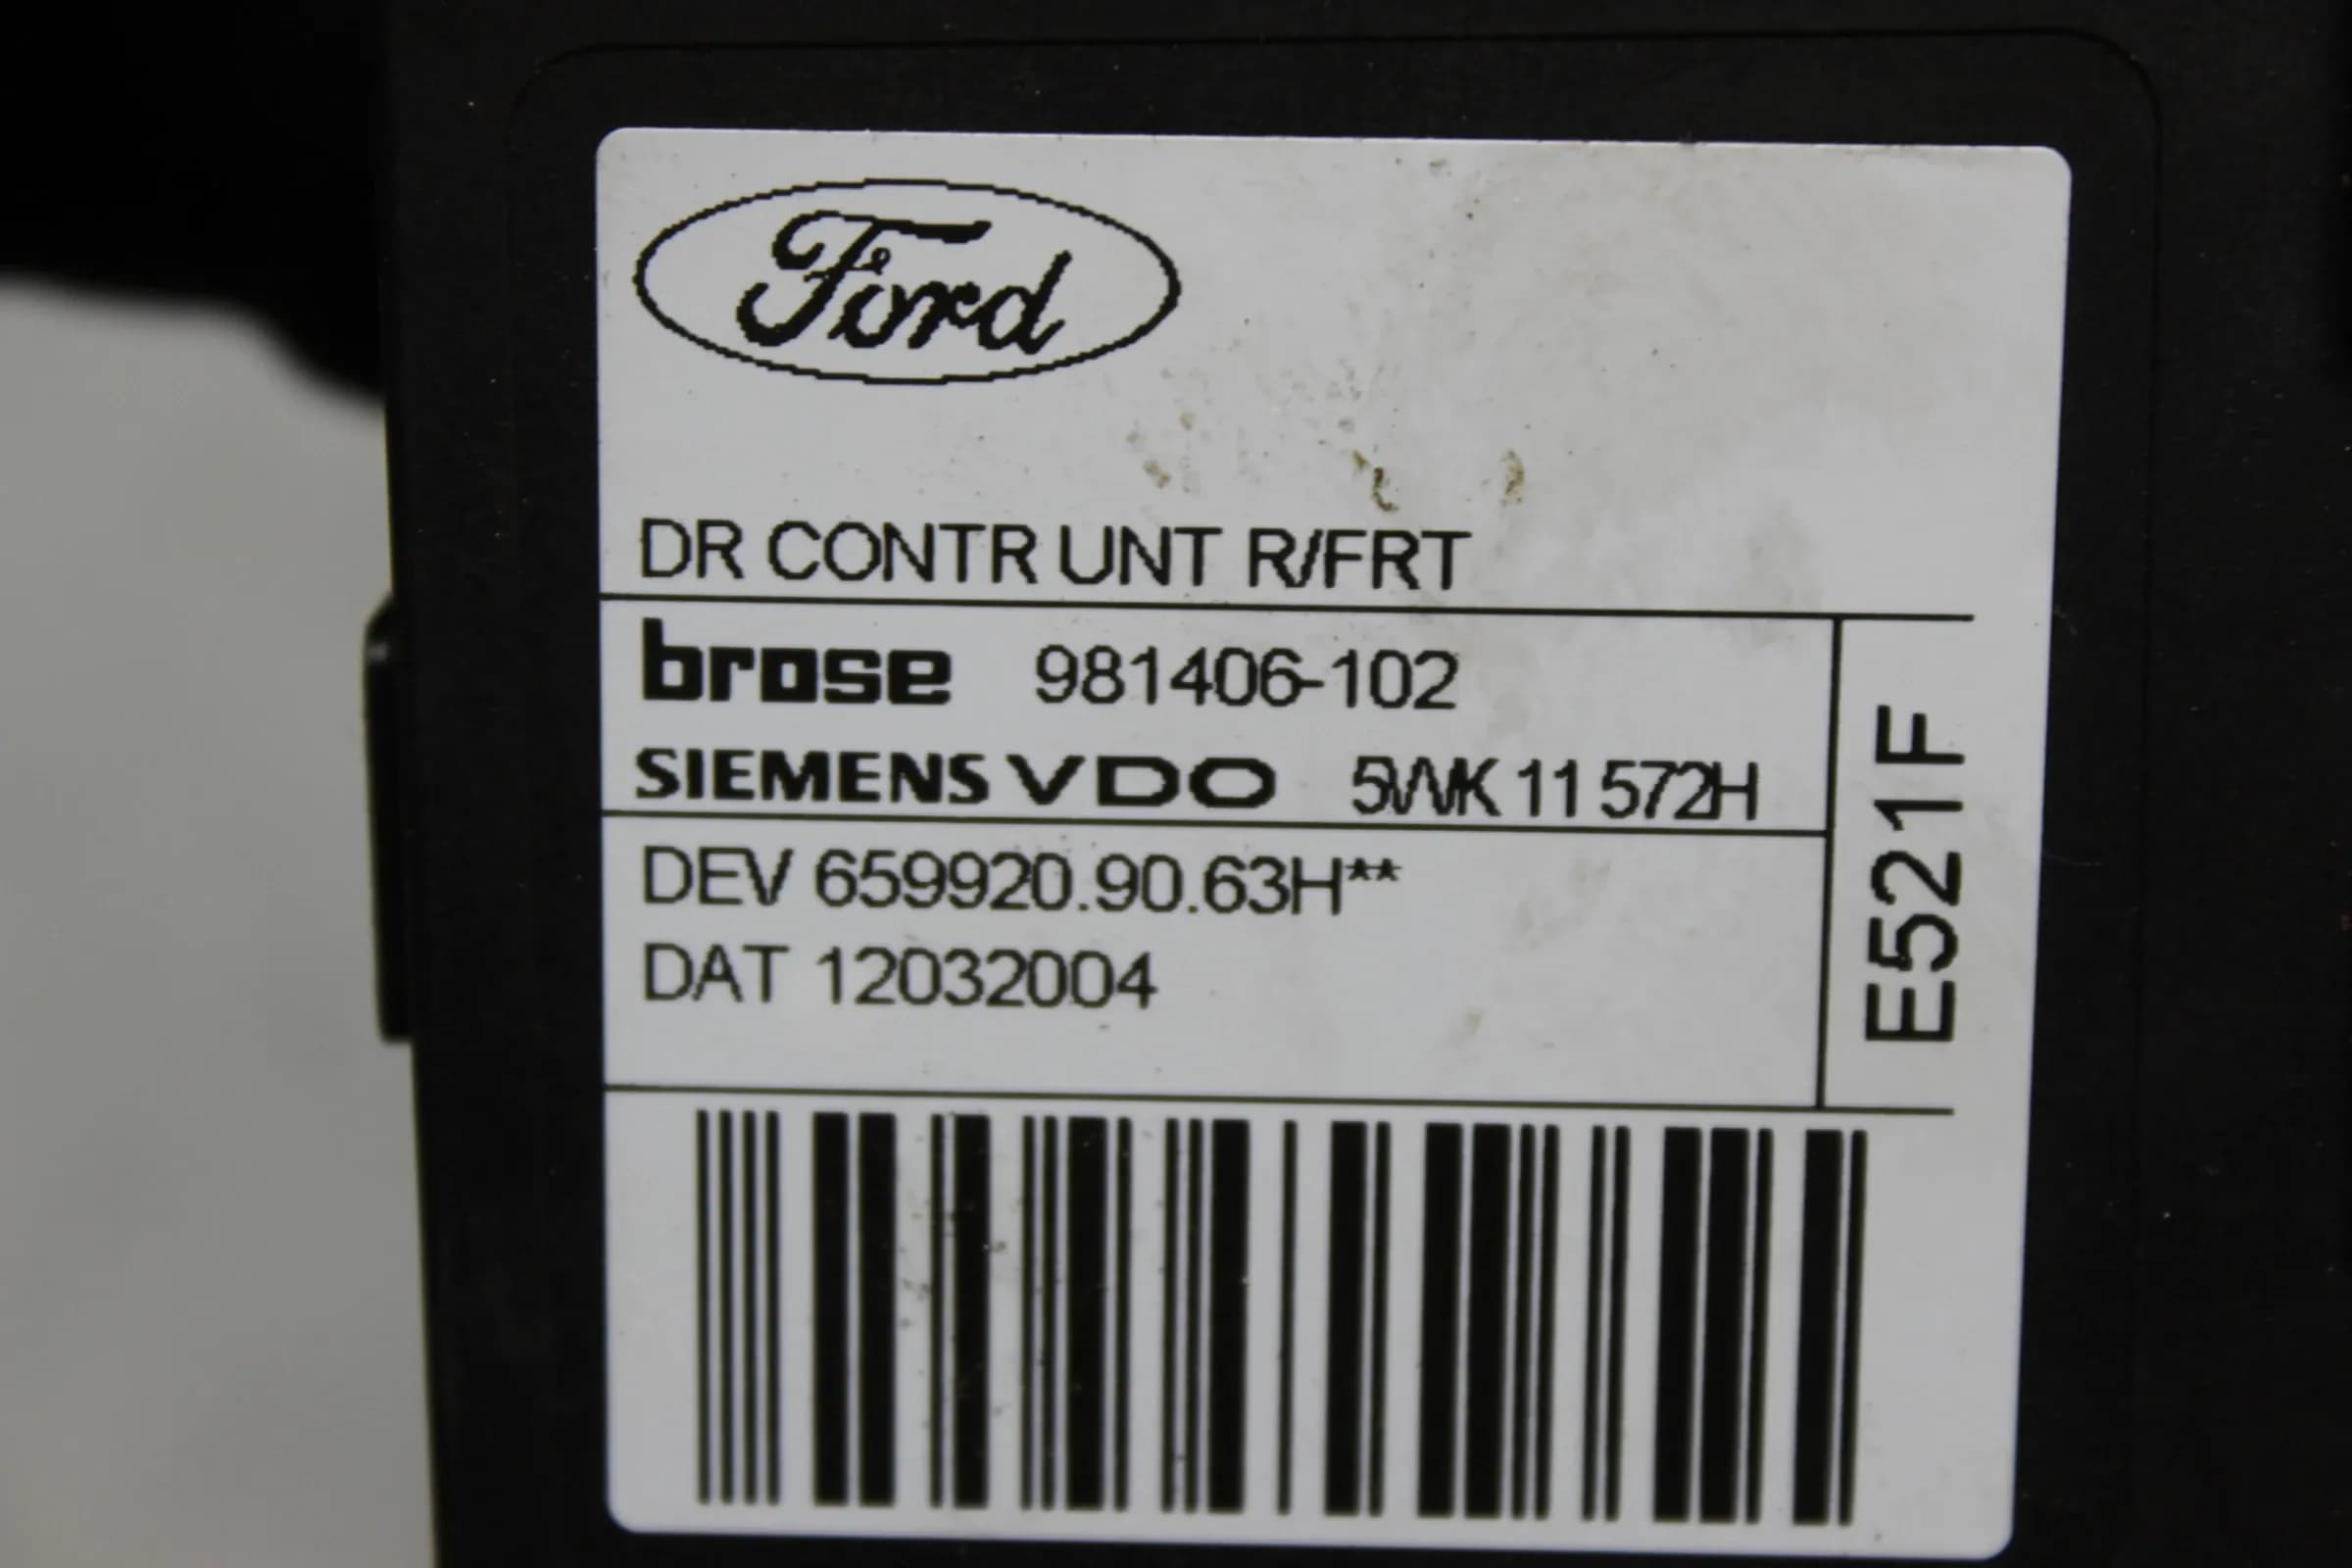 Ford
DR CONTR UNT R/FRT
brose 981406-102
SIEMENS VDO 5WK 11 572H
DEV 659920.90.63H**
DAT 12032004
E521F